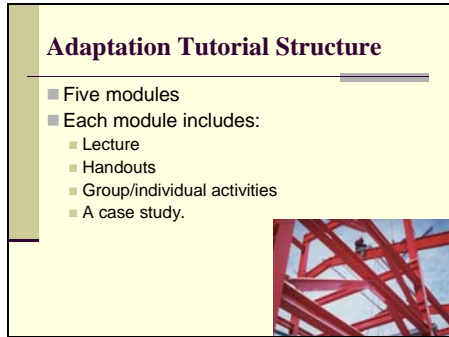 Adaptation Tutorial Structure
Five modules
Each module includes:
Lecture
Handouts
Group/individual activities
A case study.